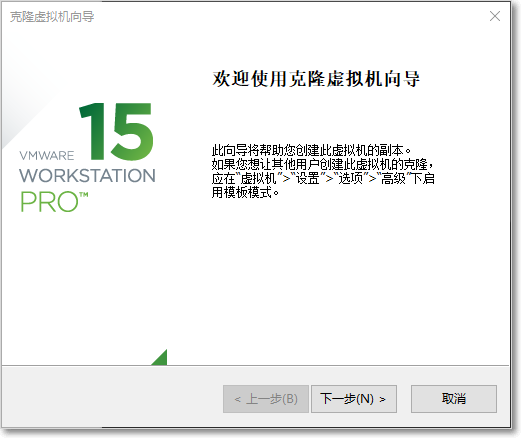 克隆虚拟机向导
欢迎使用克隆虚拟机向导
15
VMWARE
WORKSTATION
PRO™
此向导将帮助您创建此虚拟机的副本。
如果您想让其他用户创建此虚拟机的克隆，
应在"虚拟机">"设置">"选项">"高级"下启
用模板模式。
< 上一步(B)
下一步(N) >
取消